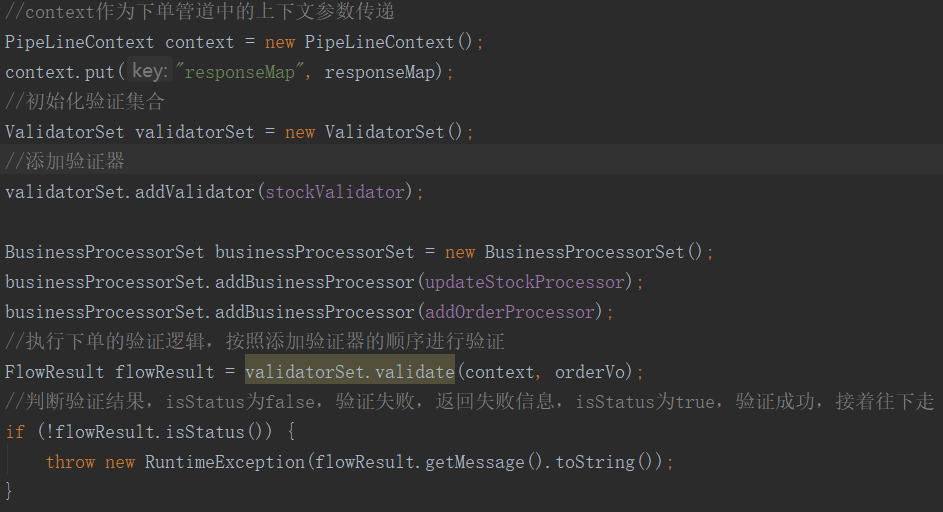 //context作为下单管道中的上下文参数传递
PipeLineContext context = new PipeLineContext();
context.put( key: "responseMap", responseMap);
//初始化验证集合
ValidatorSet validatorSet = new ValidatorSet();
//添加验证器
validatorSet.addValidator(stockValidator);
BusinessProcessorSet businessProcessorSet = new BusinessProcessorSet();
businessProcessorSet.addBusinessProcessor(updateStockProcessor);
businessProcessorSet.addBusinessProcessor(addOrderProcessor);
//执行下单的验证逻辑，按照添加验证器的顺序进行验证
FlowResult flowResult = validatorSet.validate(context, orderVo);
//判断验证结果，isStatus为false，验证失败，返回失败信息，isStatus为true，验证成功，接着往下走
if (!flowResult.isStatus()) {
    throw new RuntimeException(flowResult.getMessage().toString());
}